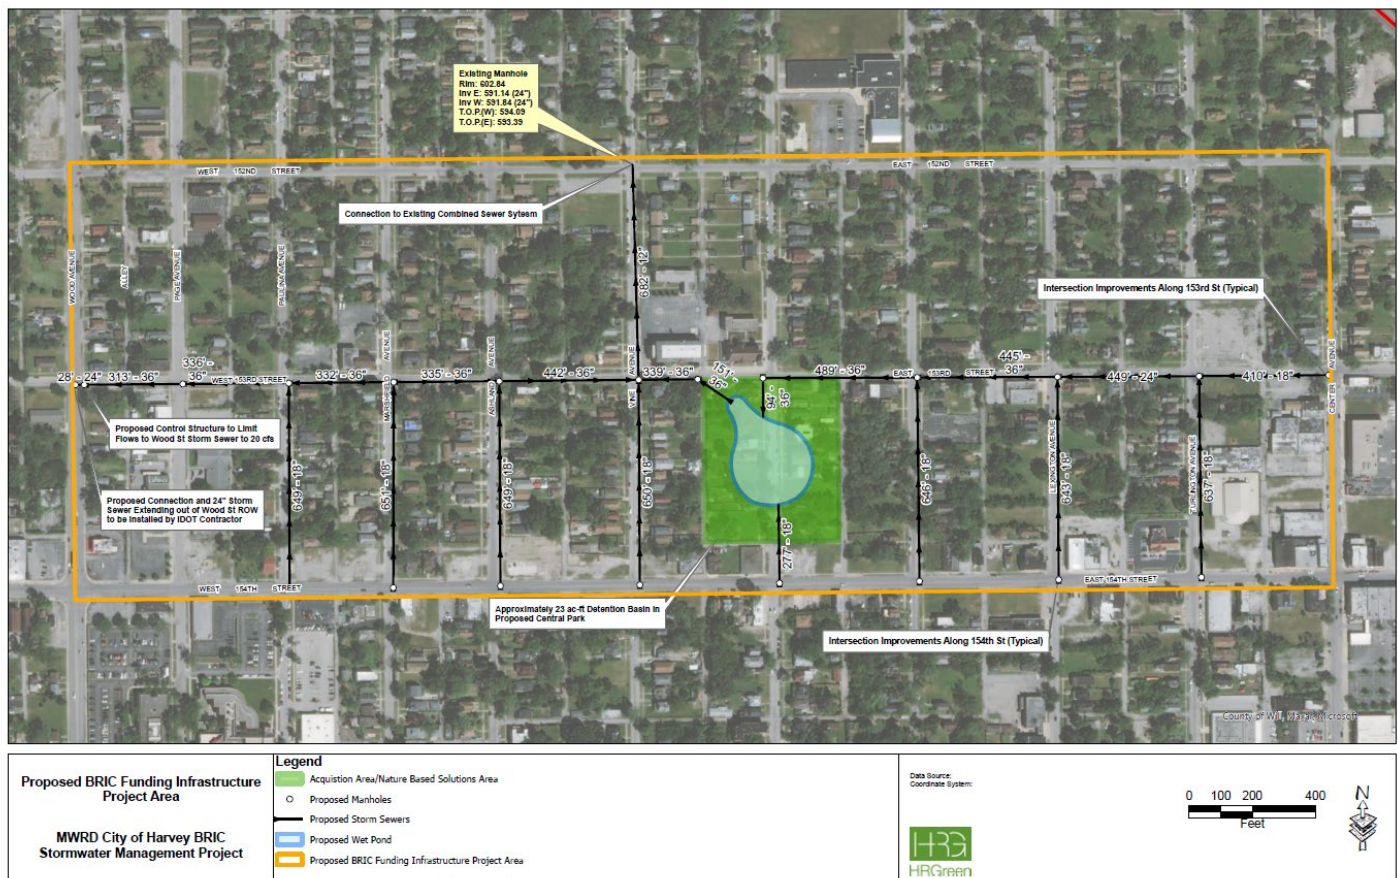 Existing Manhole
Rim: 602.84
Inv E: 591.14 (24")
Inv W: 591.64 (24")
T.O.P.(W): 594.09
T.O.P.(E): 593.39
WEST 152ND STREET
EAST 152ND STREET
Connection to Existing Combined Sewer Sytesm
WOOD AVENUE
ALLEY
PAGE AVENUE
PAULINA AVENUE
MARSHFIELD AVENUE
ASHLAND AVENUE
VINE AVENUE
682' - 12"
Intersection Improvements Along 153rd St (Typical)
CENTER AVENUE
28' - 24"
313' - 36"
336' -
36"
WEST 153RD STREET
332' - 36"
335' - 36"
442' - 36"
339' - 36"
151' -
36"
94' -
36"
489' - 36"
EAST 153RD STREET
445' -
36"
449' - 24"
410' - 18"
Proposed Control Structure to Limit
Flows to Wood St Storm Sewer to 20 cfs
Proposed Connection and 24" Storm
Sewer Extending out of Wood St ROW
to be Installed by IDOT Contractor
649' - 18"
651' - 18"
649' - 18"
650' - 18"
277' - 18"
646' - 18"
LEXINGTON AVENUE
643' - 18"
TURLINGTON AVENUE
637' - 18"
WEST 154TH STREET
EAST 154TH STREET
Approximately 23 ac-ft Detention Basin in
Proposed Central Park
Intersection Improvements Along 154th St (Typical)
County of Will, Maxar, Microsoft
Proposed BRIC Funding Infrastructure
Project Area
MWRD City of Harvey BRIC
Stormwater Management Project
Legend
Acquistion Area/Nature Based Solutions Area
Proposed Manholes
Proposed Storm Sewers
Proposed Wet Pond
Proposed BRIC Funding Infrastructure Project Area
Data Source:
Coordinate System:
HRG
HRGreen
0 100 200 400
Feet
N